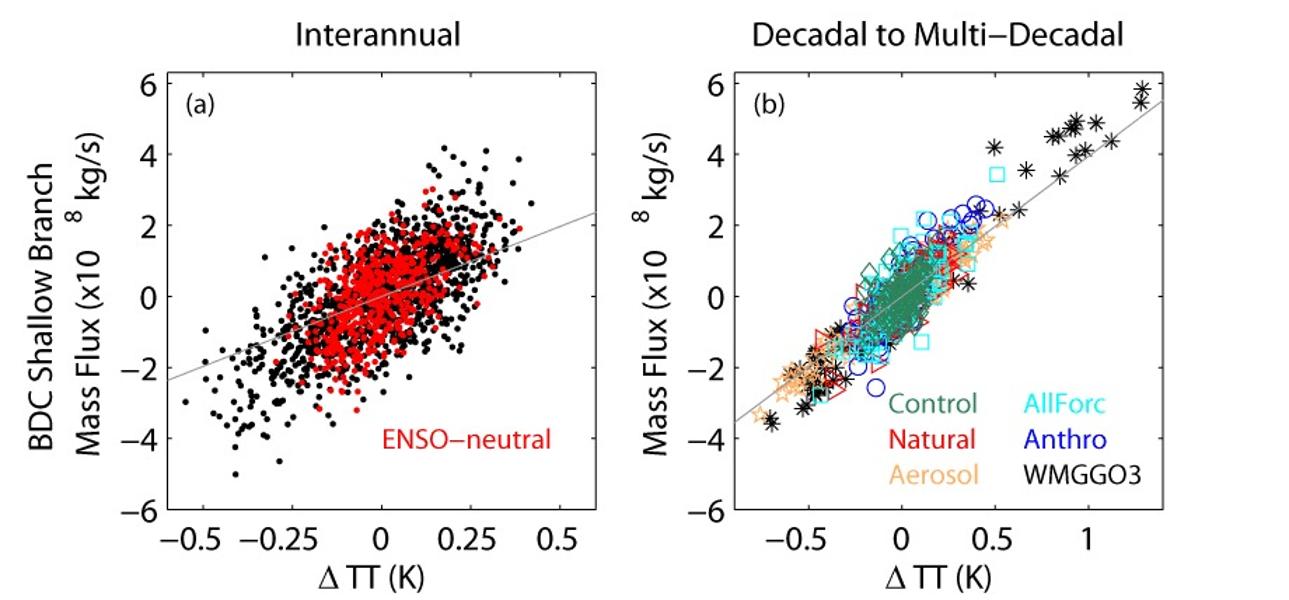 Interannual
Decadal to Multi−Decadal
BDC Shallow Branch
Mass Flux (x10 8 kg/s)
(a)
6
4
2
0
−2
−4
−6
ENSO−neutral
−0.5 −0.25 0 0.25 0.5
Δ TT (K)
Mass Flux (x10 8 kg/s)
(b)
6
4
2
0
−2
−4
−6
Control AllForc
Natural Anthro
Aerosol WMGGO3
−0.5 0 0.5 1
Δ TT (K)